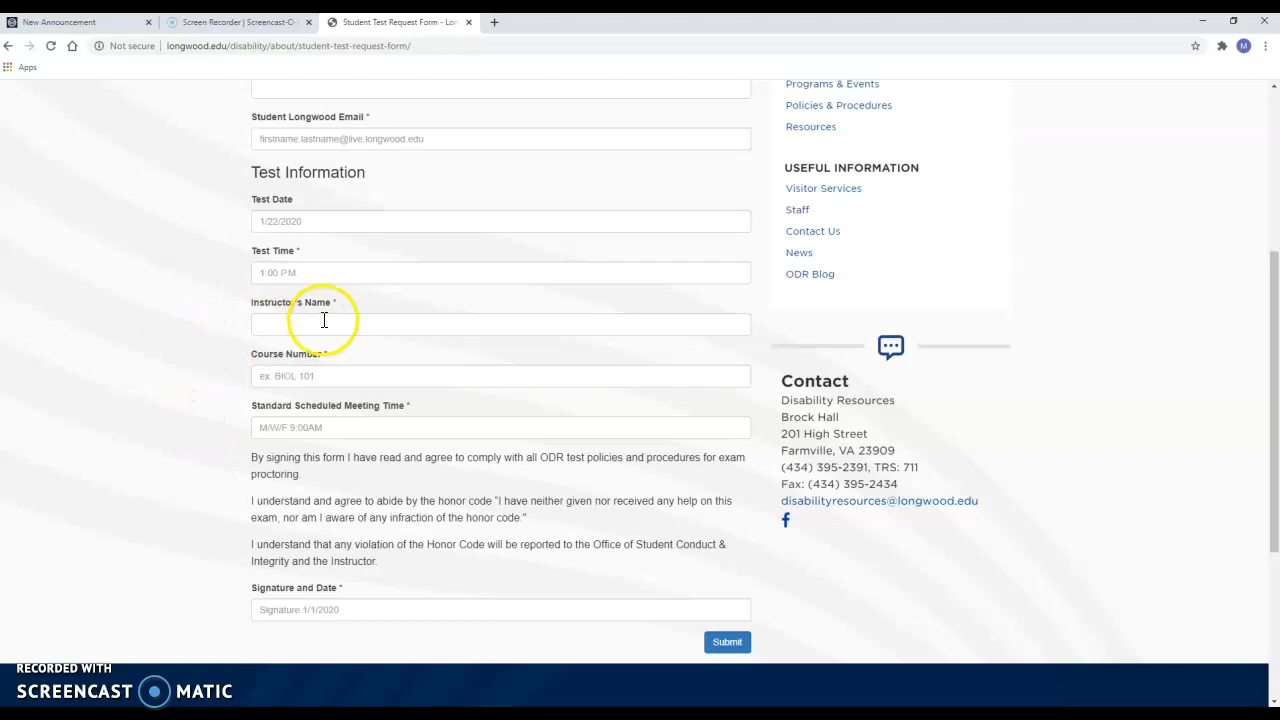 New Announcement
Screen Recorder | Screencast-O-
Student Test Request Form - Lon
Not secure
longwood.edu/disability/about/student-test-request-form/
M
Apps
Student Longwood Email *
firstname.lastname@live.longwood.edu
Test Information
Test Date
1/22/2020
Test Time *
1:00 P.M
Instructor's Name *
Course Number *
ex. BIOL 101
Standard Scheduled Meeting Time *
M/W/F 9:00AM
By signing this form I have read and agree to comply with all ODR test policies and procedures for exam
proctoring.
I understand and agree to abide by the honor code "I have neither given nor received any help on this
exam, nor am I aware of any infraction of the honor code."
I understand that any violation of the Honor Code will be reported to the Office of Student Conduct &
Integrity and the Instructor.
Signature and Date *
Signature 1/1/2020
Submit
Programs & Events
Policies & Procedures
Resources
USEFUL INFORMATION
Visitor Services
Staff
Contact Us
News
ODR Blog
Contact
Disability Resources
Brock Hall
201 High Street
Farmville, VA 23909
(434) 395-2391, TRS: 711
Fax: (434) 395-2434
disabilityresources@longwood.edu
RECORDED WITH
SCREENCAST MATIC